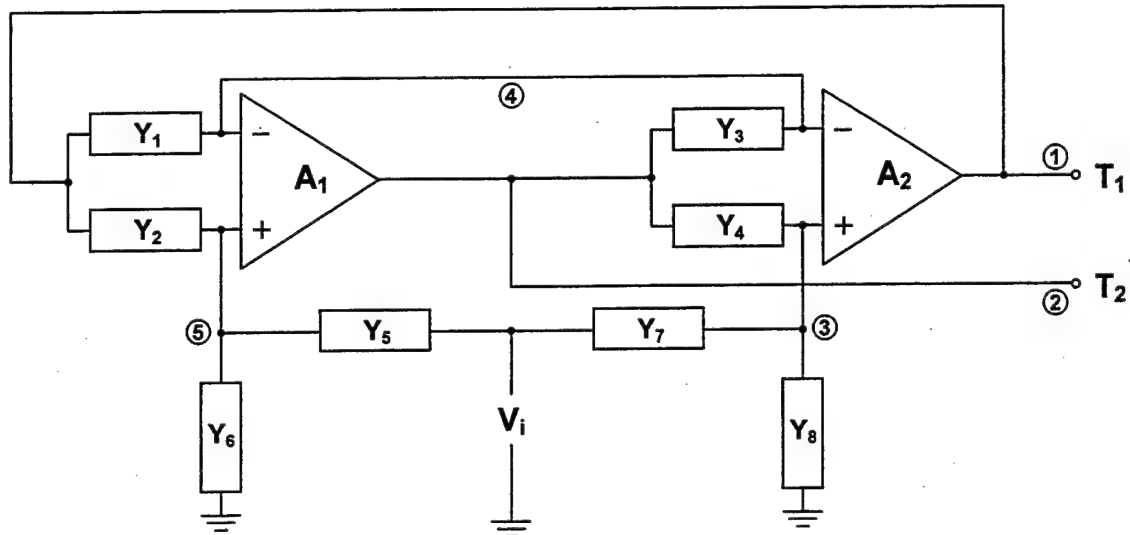 ④
Y₁
−
A₁
+
Y₂
Y₃
−
A₂
+
Y₄
① T₁
② T₂
⑤
Y₅
Y₇
③
Y₆
Vᵢ
Y₈